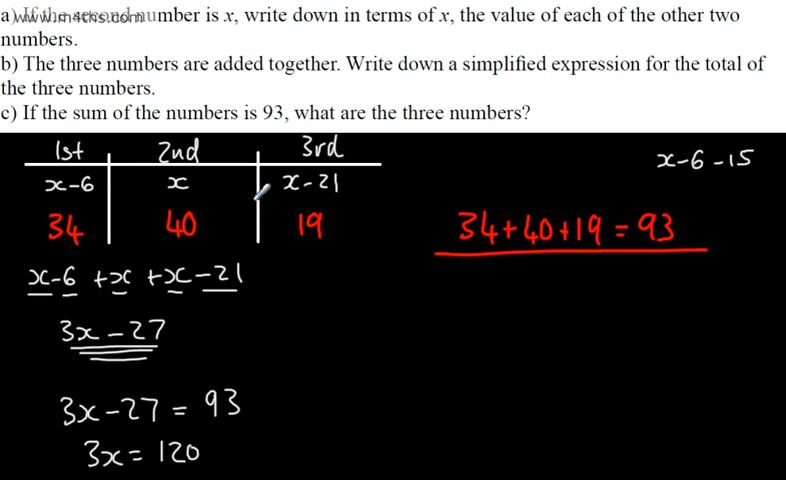 a) If the second number is x, write down in terms of x, the value of each of the other two
www.m4ths.com
numbers.
b) The three numbers are added together. Write down a simplified expression for the total of
the three numbers.
c) If the sum of the numbers is 93, what are the three numbers?
1st 2nd 3rd
x-6 x x-21
x-6-15
34 40 19
34+40+19 = 93
x-6 +x +x-21
3x-27
3x-27 = 93
3x = 120